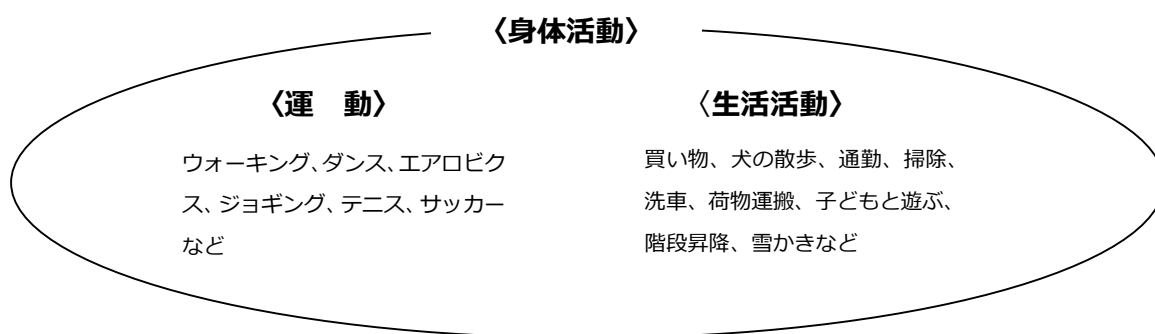 〈身体活動〉
〈運　動〉
ウォーキング、ダンス、エアロビク
ス、ジョギング、テニス、サッカー
など
〈生活活動〉
買い物、犬の散歩、通勤、掃除、
洗車、荷物運搬、子どもと遊ぶ、
階段昇降、雪かきなど